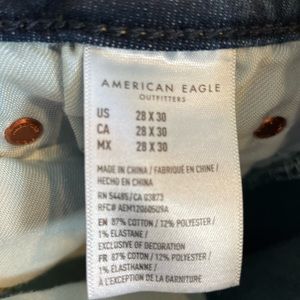 AMERICAN EAGLE
OUTFITTERS
US 28 X 30
CA 28 X 30
MX 28 X 30
MADE IN CHINA / FABRIQUÉ EN CHINE /
HECHO EN CHINA
RN 54485/CA 03873
RFC# AEM120605U9A
EN 87% COTTON / 12% POLYESTER /
1% ELASTANE /
EXCLUSIVE OF DECORATION
FR 87% COTON / 12% POLYESTER /
1% ÉLASTHANNE /
À L'EXCEPTION DE LA GARNITURE